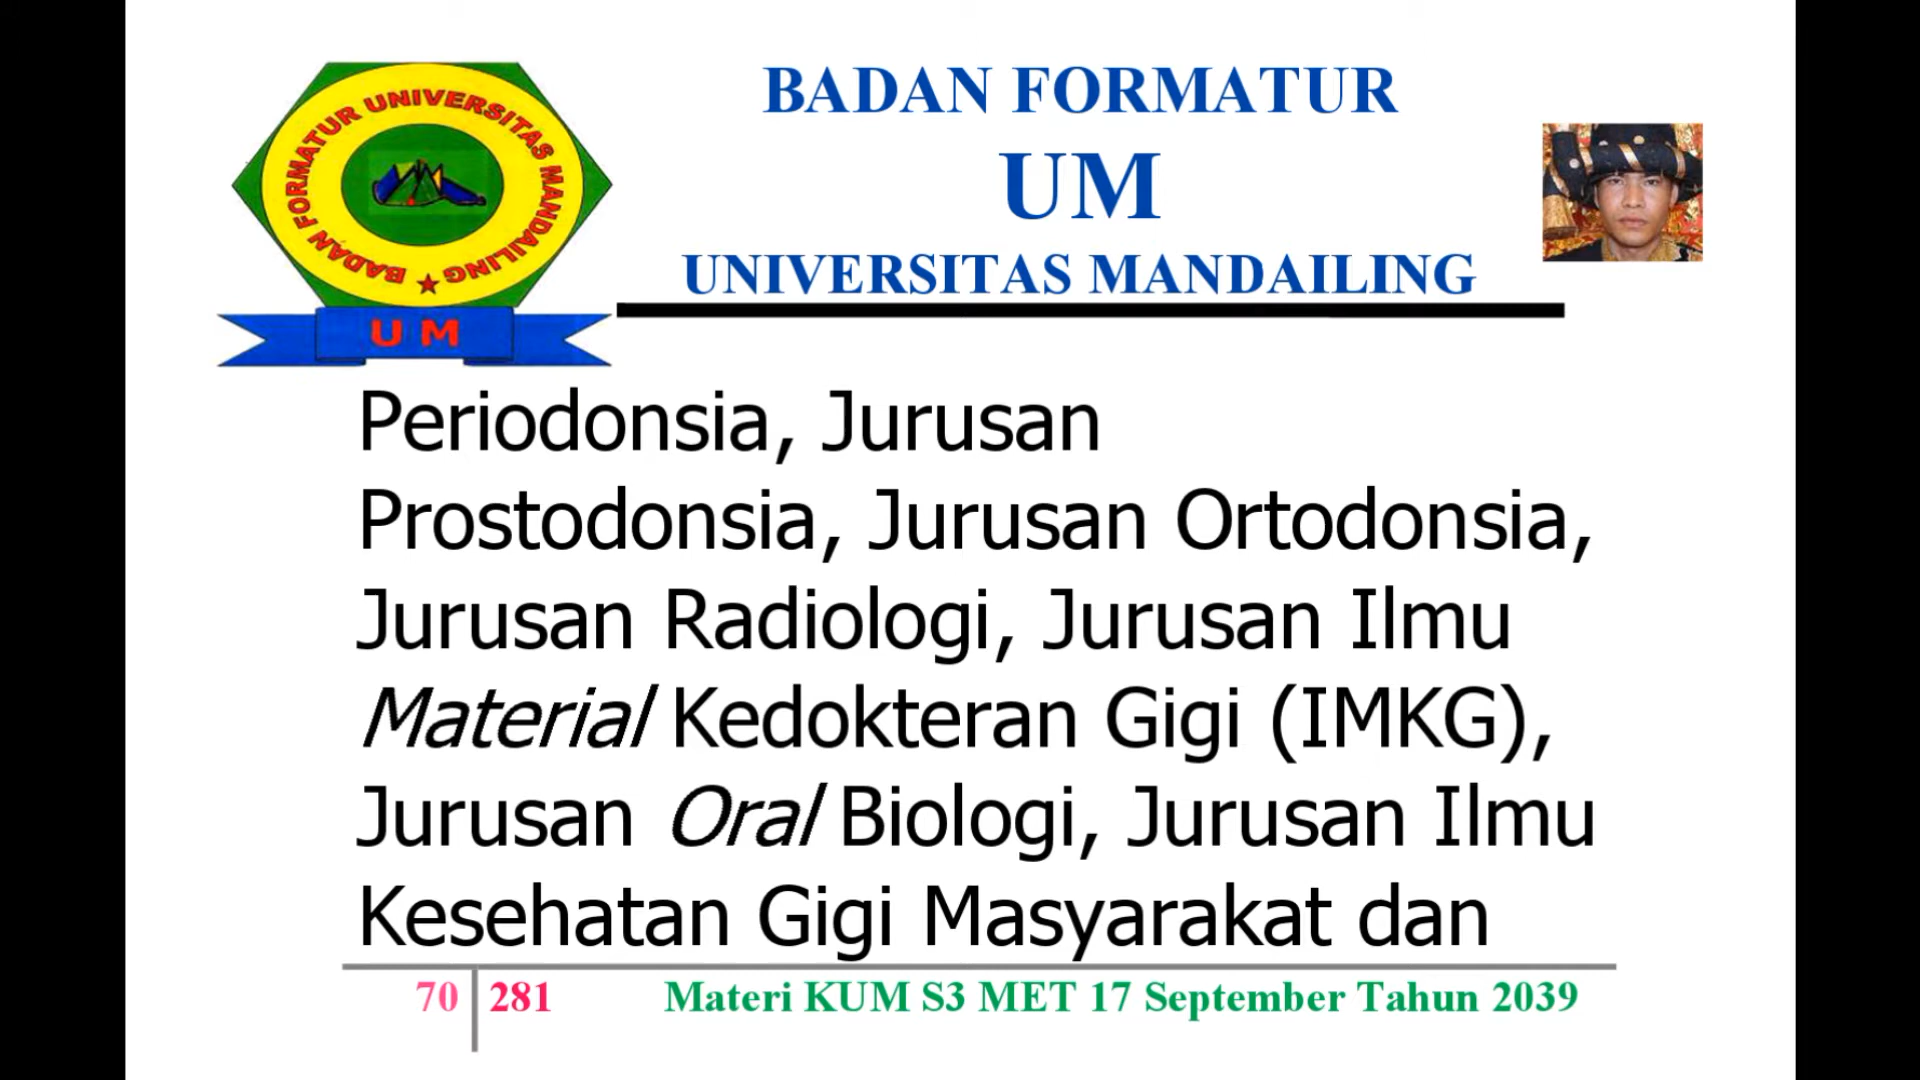 BADAN FORMATUR UNIVERSITAS MANDAILING
BADAN FORMATUR
UM
UNIVERSITAS MANDAILING
U M
Periodonsia, Jurusan
Prostodonsia, Jurusan Ortodonsia,
Jurusan Radiologi, Jurusan Ilmu
Material Kedokteran Gigi (IMKG),
Jurusan Oral Biologi, Jurusan Ilmu
Kesehatan Gigi Masyarakat dan
70 281 Materi KUM S3 MET 17 September Tahun 2039